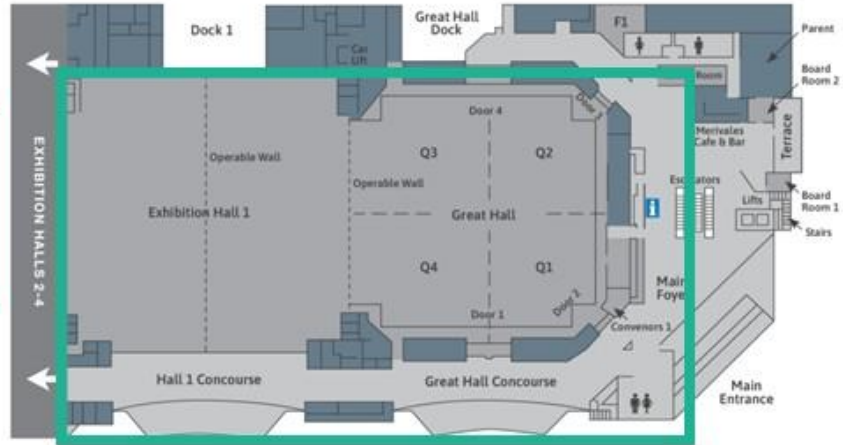 Dock 1
Great Hall
Dock
F1
Parent
Car
Lift
Room
Board
Room 2
Door 4
Door 3
Merivales
Cafe & Bar
Terrace
EXHIBITION HALLS 2-4
Operable Wall
Q3
Q2
Operable Wall
Escalators
Lifts
Board
Room 1
Exhibition Hall 1
Great Hall
i
Stairs
Q4
Q1
Main
Foyer
Door 2
Door 1
Convenors 1
Hall 1 Concourse
Great Hall Concourse
Main
Entrance